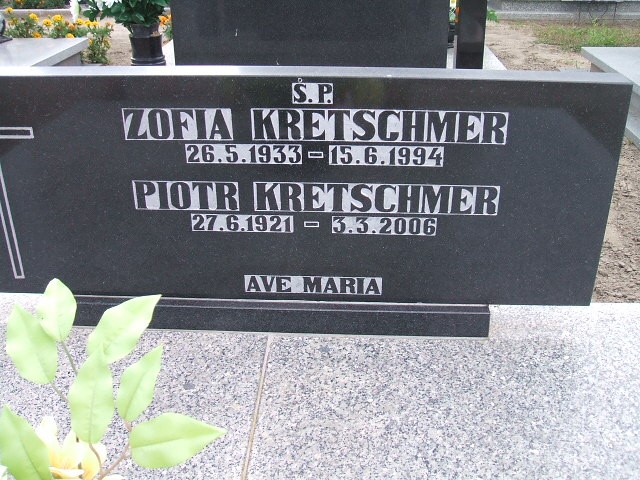 Ś.P.
ZOFIA KRETSCHMER
26.5.1933 – 15.6.1994
PIOTR KRETSCHMER
27.6.1921 – 3.3.2006
AVE MARIA